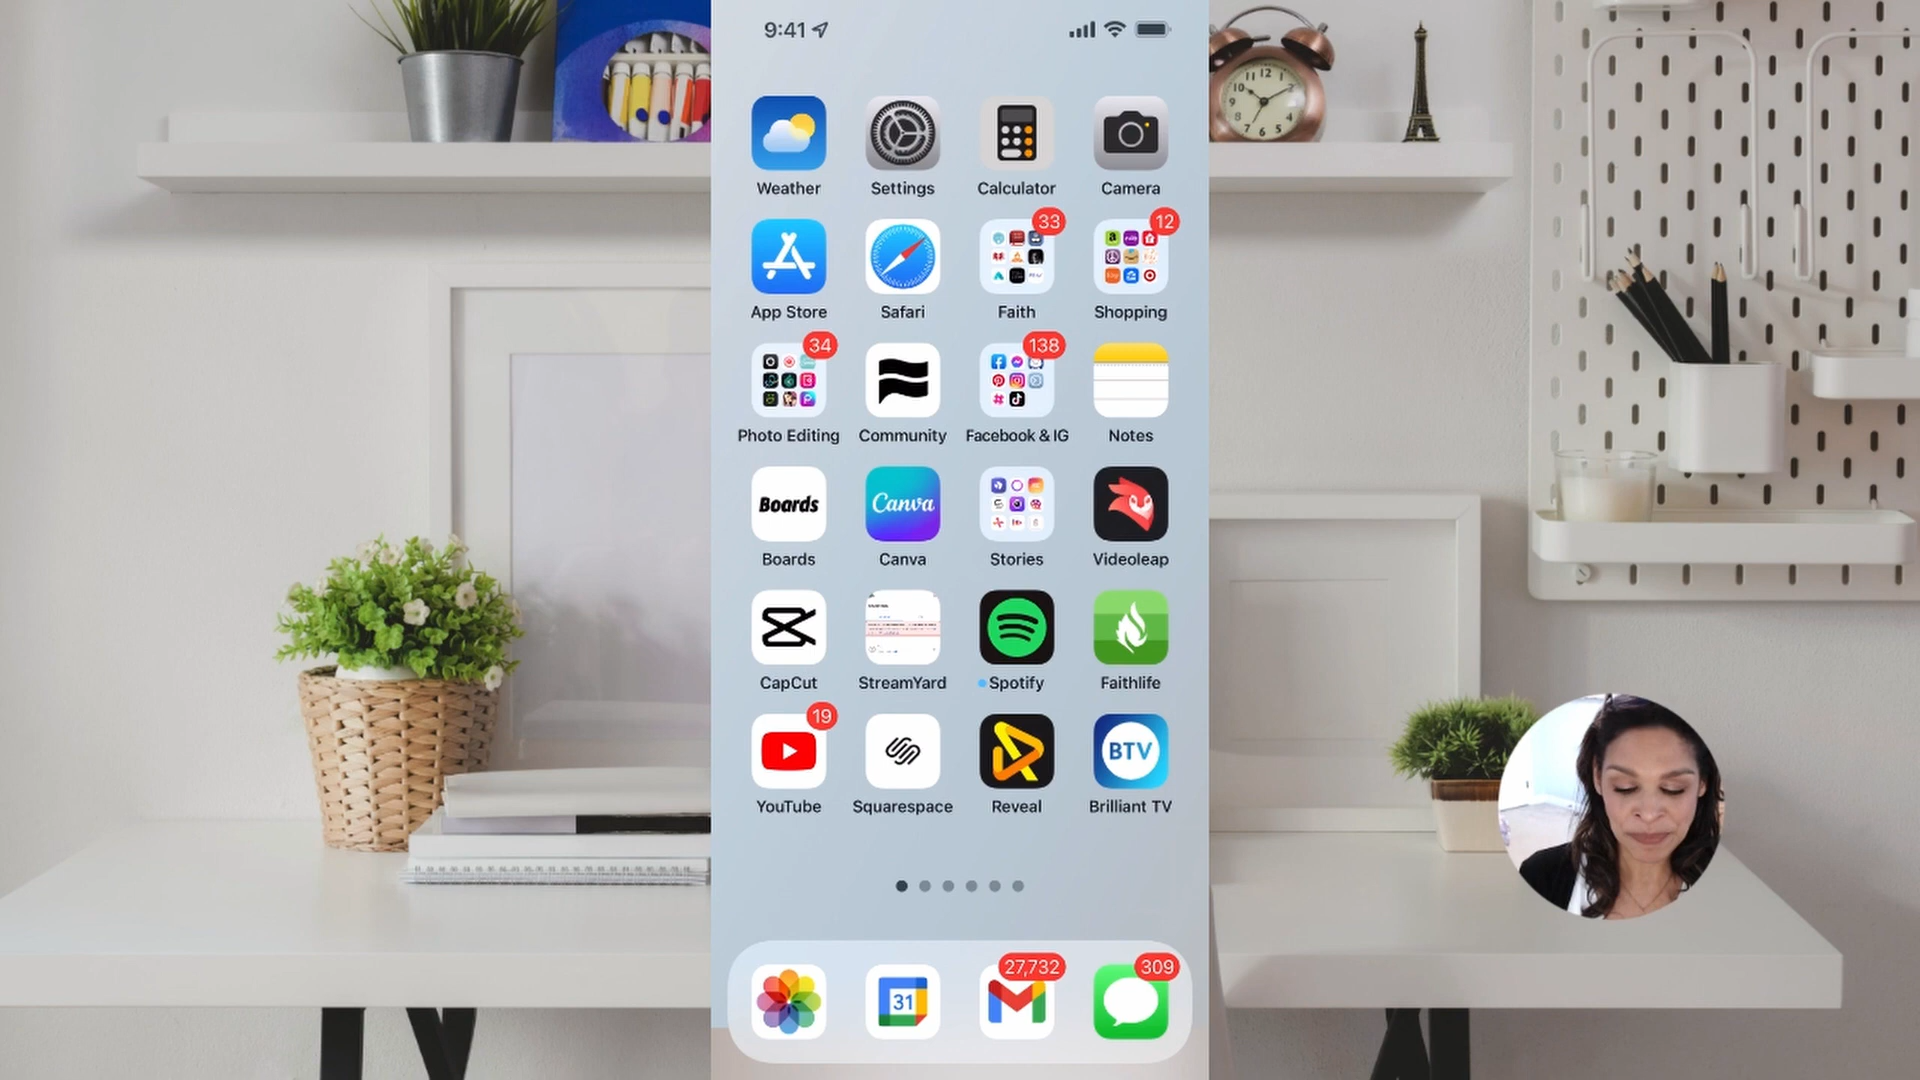 9:41
Weather Settings Calculator Camera
33 12
App Store Safari Faith Shopping
34 138
Photo Editing Community Facebook & IG Notes
Boards Canva
Boards Canva Stories Videoleap
CapCut StreamYard Spotify Faithlife
19
BTV
YouTube Squarespace Reveal Brilliant TV
31 27,732 309